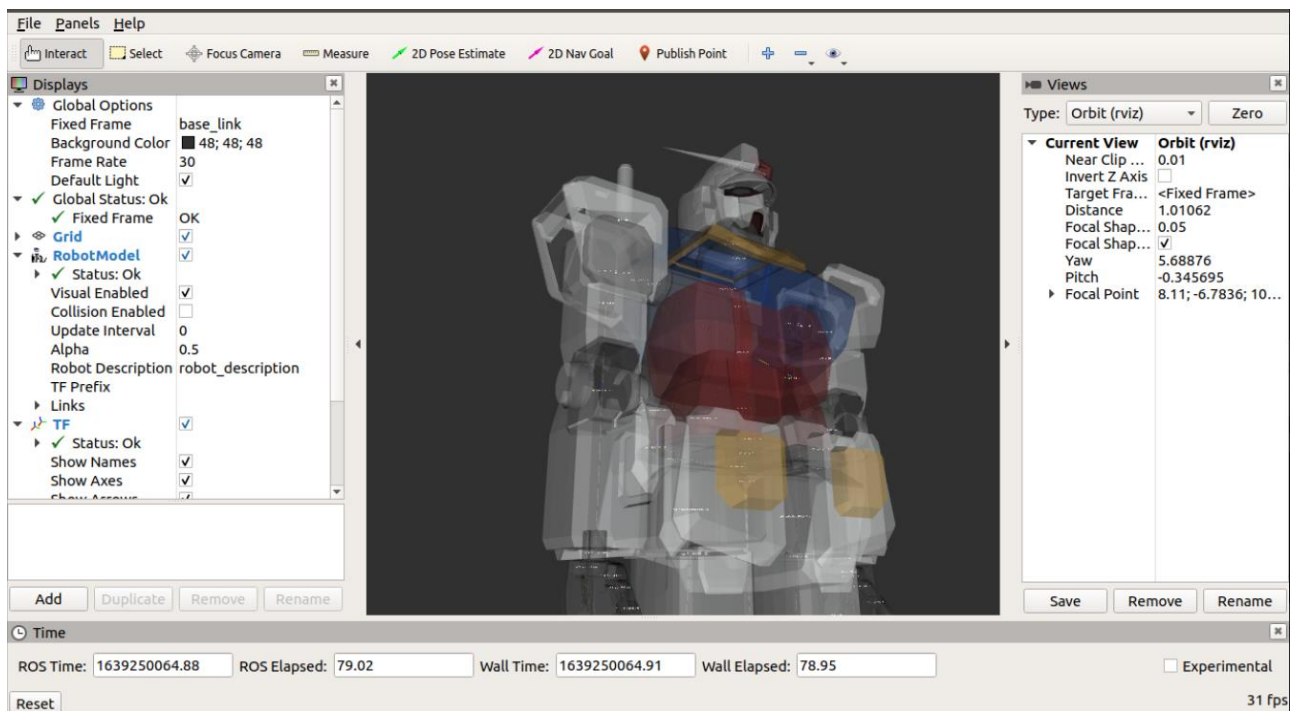 File Panels Help
Interact Select Focus Camera Measure 2D Pose Estimate 2D Nav Goal Publish Point
Displays
Global Options
Fixed Frame base_link
Background Color 48; 48; 48
Frame Rate 30
Default Light
Global Status: Ok
Fixed Frame OK
Grid
RobotModel
Status: Ok
Visual Enabled
Collision Enabled
Update Interval 0
Alpha 0.5
Robot Description robot_description
TF Prefix
Links
TF
Status: Ok
Show Names
Show Axes
Show Arrows
Add Duplicate Remove Rename
Views
Type: Orbit (rviz) Zero
Current View Orbit (rviz)
Near Clip ... 0.01
Invert Z Axis
Target Fra... <Fixed Frame>
Distance 1.01062
Focal Shap... 0.05
Focal Shap...
Yaw 5.68876
Pitch -0.345695
Focal Point 8.11; -6.7836; 10...
Save Remove Rename
Time
ROS Time: 1639250064.88 ROS Elapsed: 79.02 Wall Time: 1639250064.91 Wall Elapsed: 78.95 Experimental
Reset 31 fps